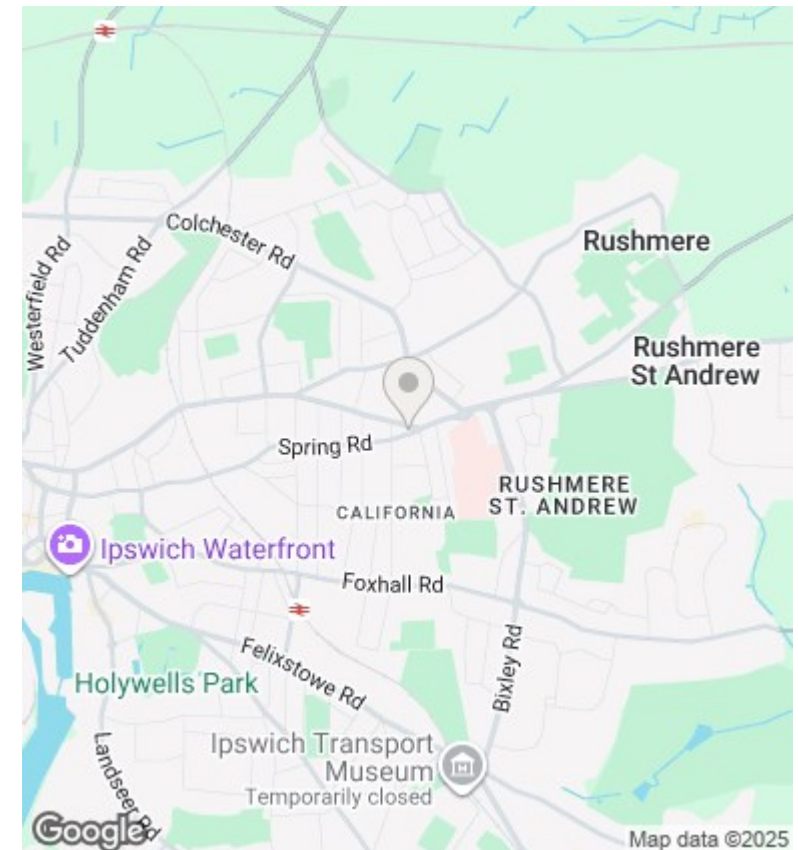 Colchester Rd
Rushmere
Westerfield Rd
Tuddenham Rd
Rushmere
St Andrew
Spring Rd
RUSHMERE
ST. ANDREW
CALIFORNIA
Ipswich Waterfront
Foxhall Rd
Felixstowe Rd
Bixley Rd
Holywells Park
Ipswich Transport
Museum
Temporarily closed
Landseer Rd
Google
Map data ©2025